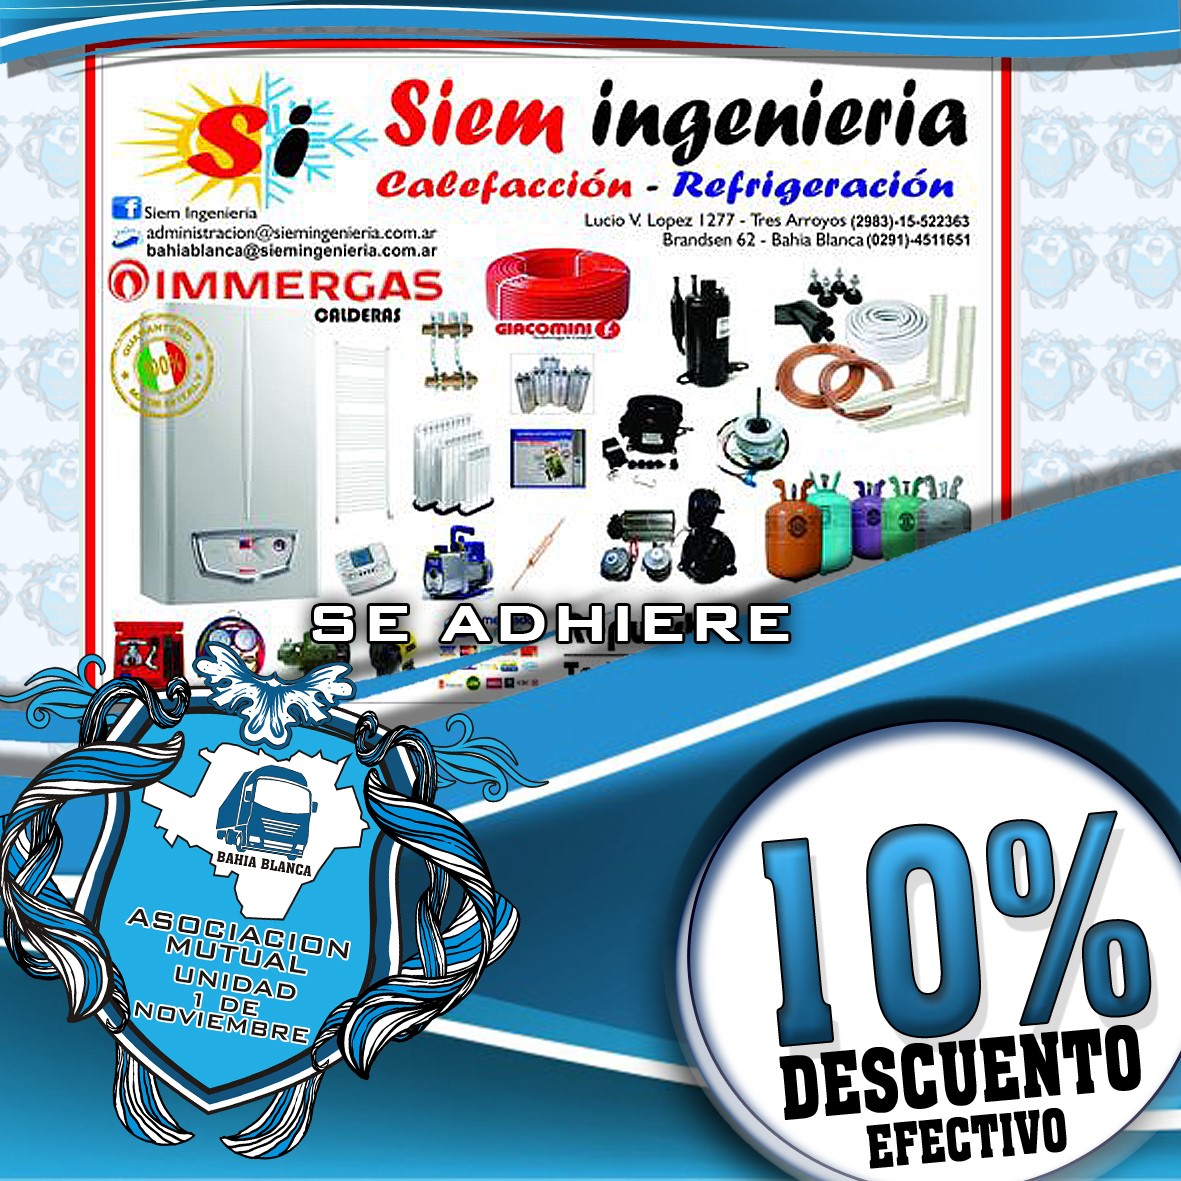 Si
Siem ingenieria
Calefacción - Refrigeración
Siem Ingenieria
administracion@siemingenieria.com.ar
bahiablanca@siemingenieria.com.ar
Lucio V. Lopez 1277 - Tres Arroyos (2983)-15-522363
Brandsen 62 - Bahia Blanca (0291)-4511651
IMMERGAS
CALDERAS
GIACOMINI
SE ADHIERE
BAHIA BLANCA
ASOCIACION
MUTUAL
UNIDAD
1 DE
NOVIEMBRE
10%
DESCUENTO
EFECTIVO